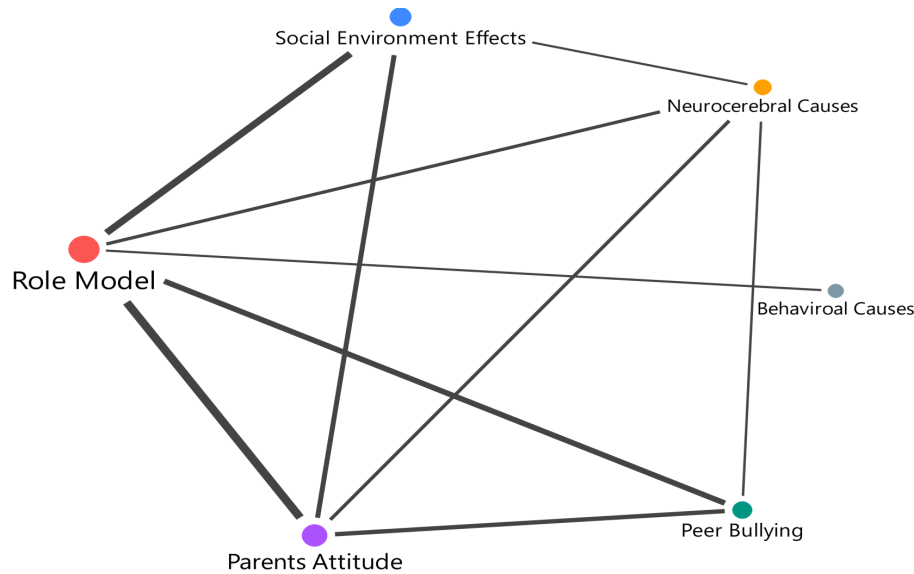 Social Environment Effects
Neurocerebral Causes
Role Model
Behaviroal Causes
Peer Bullying
Parents Attitude